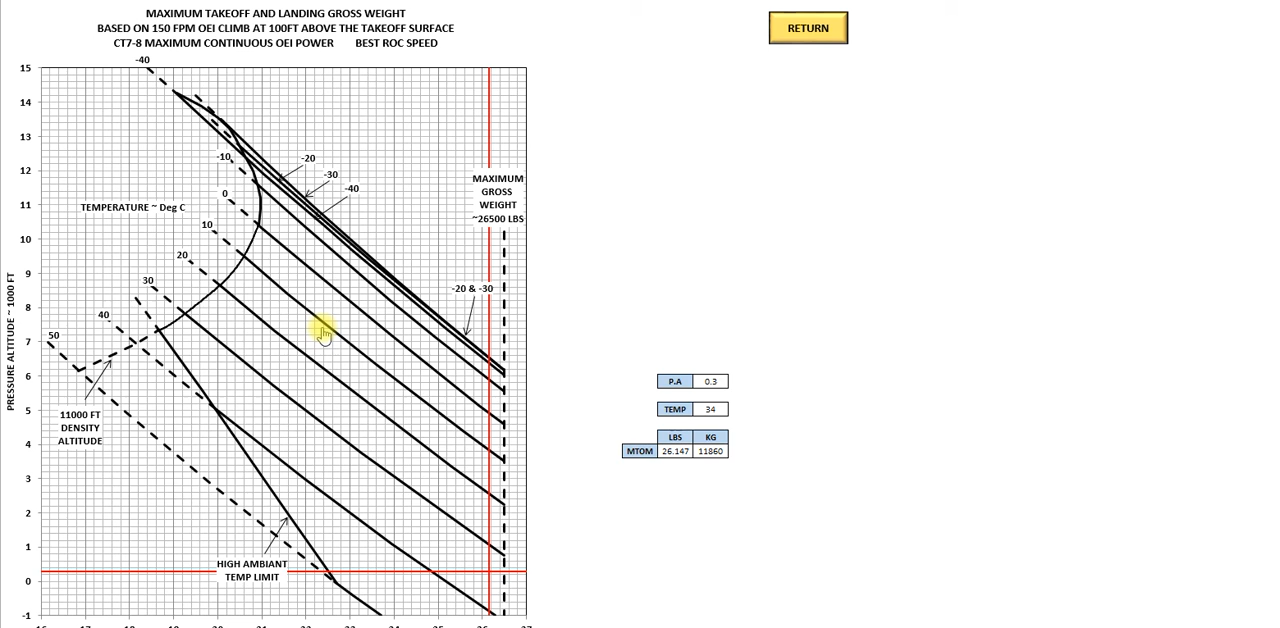 MAXIMUM TAKEOFF AND LANDING GROSS WEIGHT
BASED ON 150 FPM OEI CLIMB AT 100FT ABOVE THE TAKEOFF SURFACE
CT7-8 MAXIMUM CONTINUOUS OEI POWER BEST ROC SPEED
RETURN
-40
15
14
13
12
11
10
9
8
7
6
5
4
3
2
1
0
-1
PRESSURE ALTITUDE ~ 1000 FT
-10
0
10
20
30
40
50
TEMPERATURE ~ Deg C
-20
-30
-40
MAXIMUM
GROSS
WEIGHT
~26500 LBS
-20 & -30
11000 FT
DENSITY
ALTITUDE
HIGH AMBIANT
TEMP LIMIT
P.A 0.3
TEMP 34
LBS KG
MTOM 26.147 11860